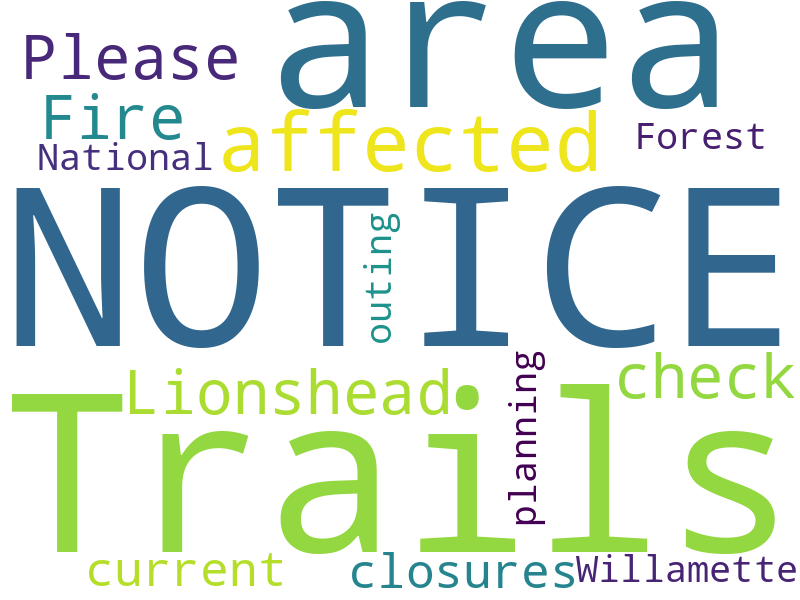 area
Please
Fire
affected
Forest
National
NOTICE
outing
Trails
Lionshead
check
planning
current
closures
Willamette